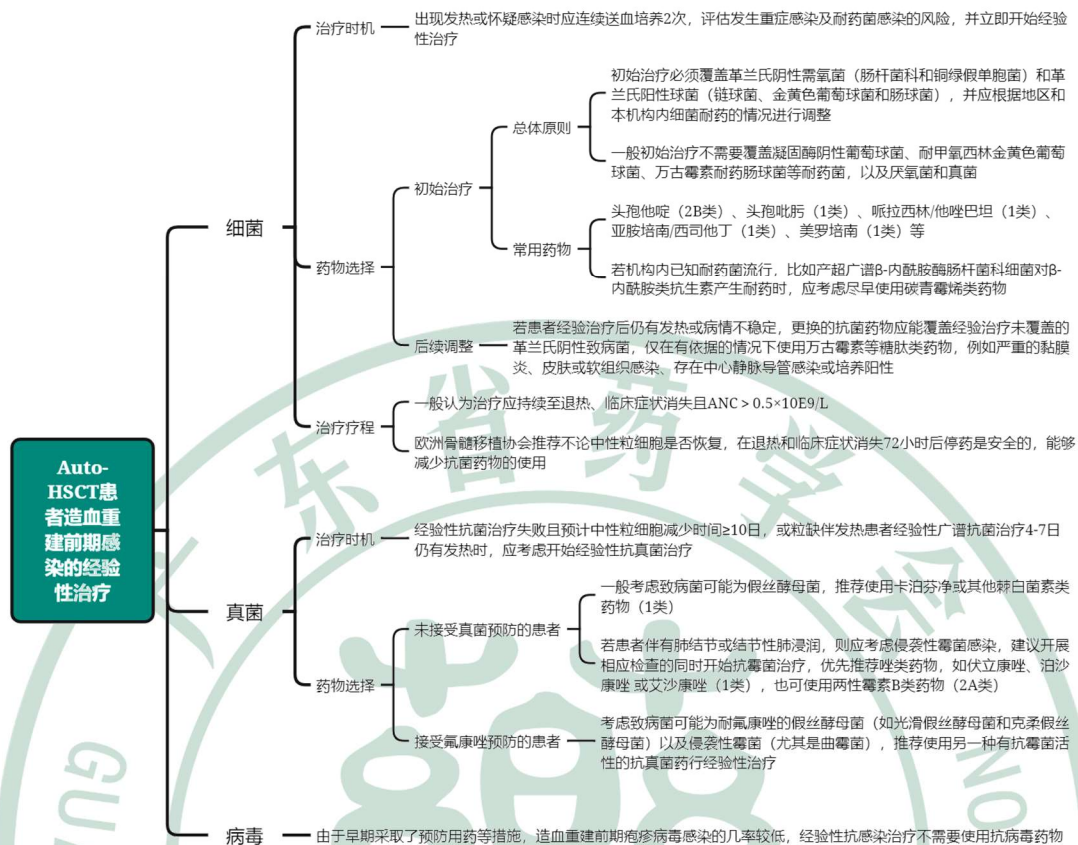 Auto-
HSCT患
者造血重
建前期感
染的经验
性治疗
细菌
治疗时机
出现发热或怀疑感染时应连续送血培养2次，评估发生重症感染及耐药菌感染的风险，并立即开始经验
性治疗
药物选择
初始治疗
总体原则
初始治疗必须覆盖革兰氏阴性需氧菌（肠杆菌科和铜绿假单胞菌）和革
兰氏阳性球菌（链球菌、金黄色葡萄球菌和肠球菌），并应根据地区和
本机构内细菌耐药的情况进行调整
一般初始治疗不需要覆盖凝固酶阴性葡萄球菌、耐甲氧西林金黄色葡萄
球菌、万古霉素耐药肠球菌等耐药菌，以及厌氧菌和真菌
常用药物
头孢他啶（2B类）、头孢吡肟（1类）、哌拉西林/他唑巴坦（1类）、
亚胺培南/西司他丁（1类）、美罗培南（1类）等
若机构内已知耐药菌流行，比如产超广谱β-内酰胺酶肠杆菌科细菌对β-
内酰胺类抗生素产生耐药时，应考虑尽早使用碳青霉烯类药物
后续调整
若患者经验治疗后仍有发热或病情不稳定，更换的抗菌药物应能覆盖经验治疗未覆盖的
革兰氏阴性致病菌，仅在有依据的情况下使用万古霉素等糖肽类药物，例如严重的黏膜
炎、皮肤或软组织感染、存在中心静脉导管感染或培养阳性
治疗疗程
一般认为治疗应持续至退热、临床症状消失且ANC＞0.5×10E9/L
欧洲骨髓移植协会推荐不论中性粒细胞是否恢复，在退热和临床症状消失72小时后停药是安全的，能够
减少抗菌药物的使用
真菌
治疗时机
经验性抗菌治疗失败且预计中性粒细胞减少时间≥10日，或粒缺伴发热患者经验性广谱抗菌治疗4-7日
仍有发热时，应考虑开始经验性抗真菌治疗
药物选择
未接受真菌预防的患者
一般考虑致病菌可能为假丝酵母菌，推荐使用卡泊芬净或其他棘白菌素类
药物（1类）
若患者伴有肺结节或结节性肺浸润，则应考虑侵袭性霉菌感染，建议开展
相应检查的同时开始抗霉菌治疗，优先推荐唑类药物，如伏立康唑、泊沙
康唑 或艾沙康唑（1类），也可使用两性霉素B类药物（2A类）
接受氟康唑预防的患者
考虑致病菌可能为耐氟康唑的假丝酵母菌（如光滑假丝酵母菌和克柔假丝
酵母菌）以及侵袭性霉菌（尤其是曲霉菌），推荐使用另一种有抗霉菌活
性的抗真菌药行经验性治疗
病毒
由于早期采取了预防用药等措施，造血重建前期疱疹病毒感染的几率较低，经验性抗感染治疗不需要使用抗病毒药物
广东省药学会
GU
NO